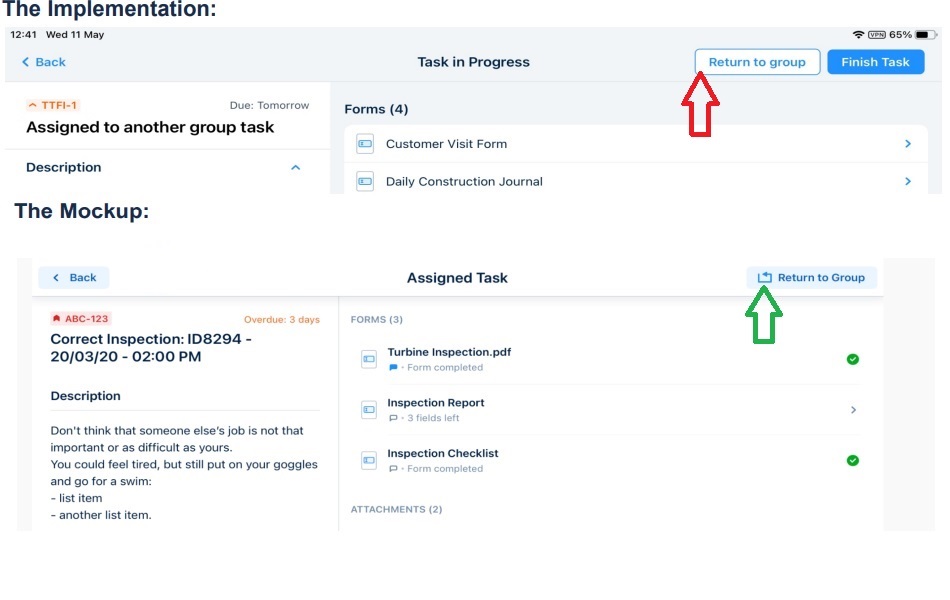 The Implementation:
12:41 Wed 11 May
VPN 65%
Back
Task in Progress
Return to group
Finish Task
TTFI-1
Due: Tomorrow
Assigned to another group task
Description
Forms (4)
Customer Visit Form
Daily Construction Journal
The Mockup:
Back
Assigned Task
Return to Group
ABC-123
Overdue: 3 days
Correct Inspection: ID8294 -
20/03/20 - 02:00 PM
Description
Don't think that someone else's job is not that
important or as difficult as yours.
You could feel tired, but still put on your goggles
and go for a swim:
- list item
- another list item.
FORMS (3)
Turbine Inspection.pdf
- Form completed
Inspection Report
- 3 fields left
Inspection Checklist
- Form completed
ATTACHMENTS (2)